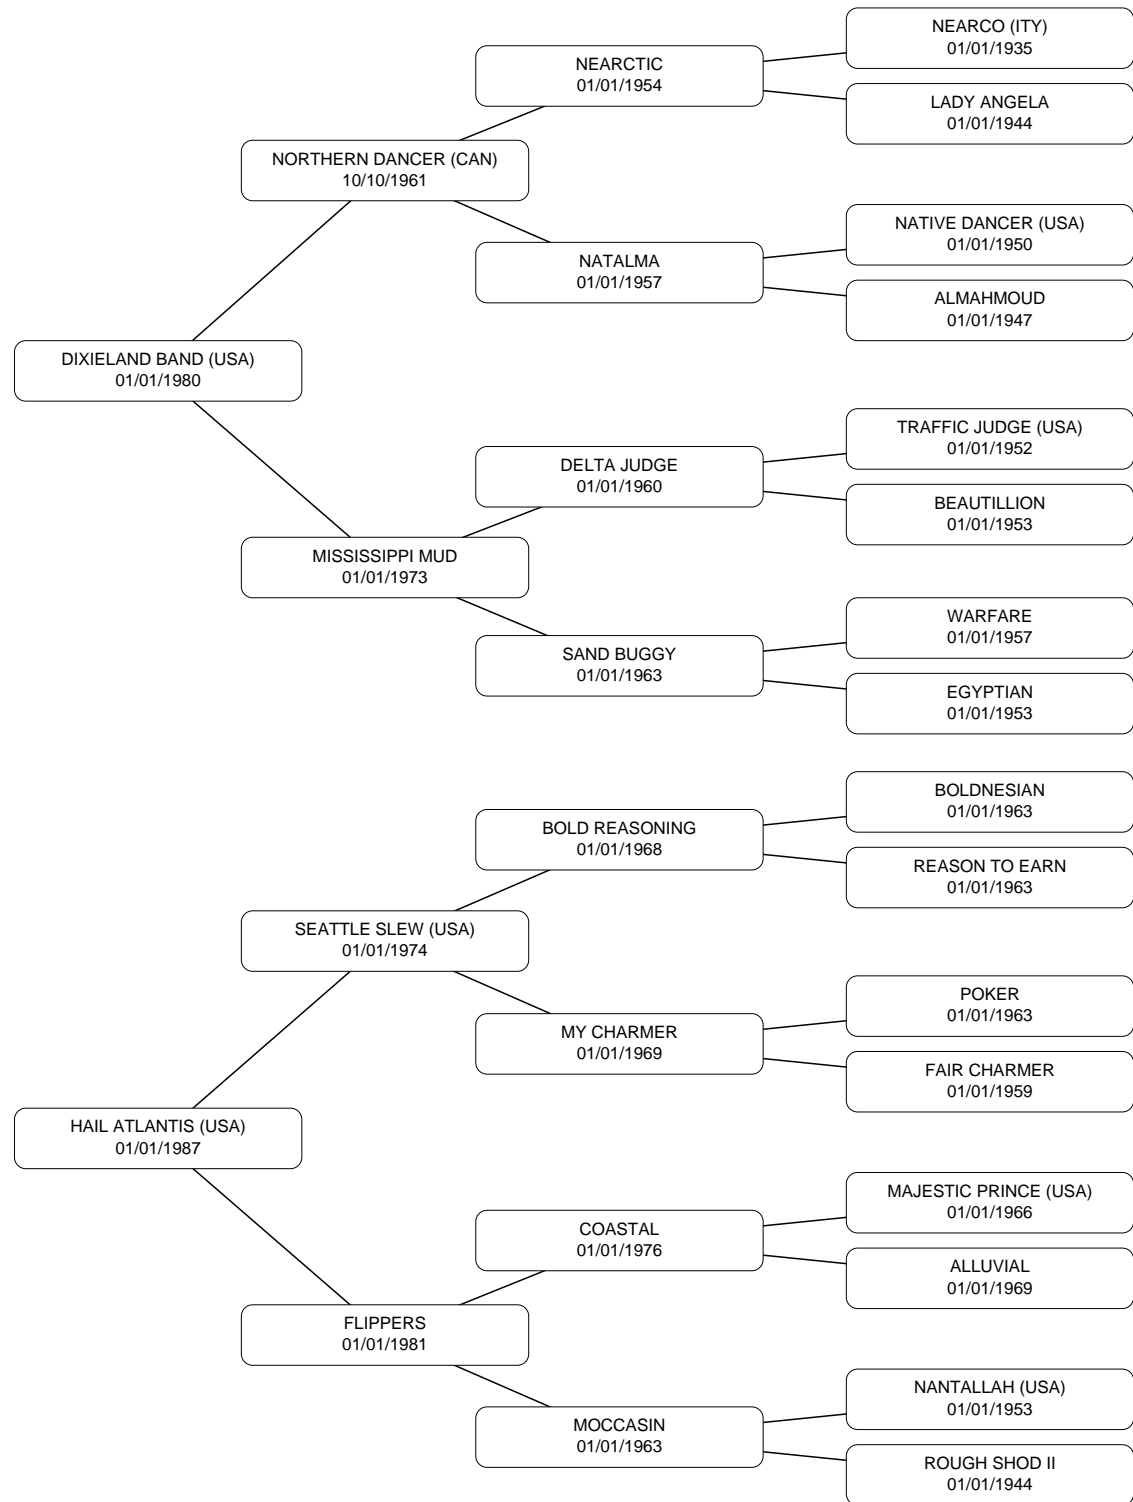 NEARCO (ITY)
01/01/1935
NEARCTIC
01/01/1954
LADY ANGELA
01/01/1944
NORTHERN DANCER (CAN)
10/10/1961
NATIVE DANCER (USA)
01/01/1950
NATALMA
01/01/1957
ALMAHMOUD
01/01/1947
DIXIELAND BAND (USA)
01/01/1980
TRAFFIC JUDGE (USA)
01/01/1952
DELTA JUDGE
01/01/1960
BEAUTILLION
01/01/1953
MISSISSIPPI MUD
01/01/1973
WARFARE
01/01/1957
SAND BUGGY
01/01/1963
EGYPTIAN
01/01/1953
BOLDNESIAN
01/01/1963
BOLD REASONING
01/01/1968
REASON TO EARN
01/01/1963
SEATTLE SLEW (USA)
01/01/1974
POKER
01/01/1963
MY CHARMER
01/01/1969
FAIR CHARMER
01/01/1959
HAIL ATLANTIS (USA)
01/01/1987
MAJESTIC PRINCE (USA)
01/01/1966
COASTAL
01/01/1976
ALLUVIAL
01/01/1969
FLIPPERS
01/01/1981
NANTALLAH (USA)
01/01/1953
MOCCASIN
01/01/1963
ROUGH SHOD II
01/01/1944